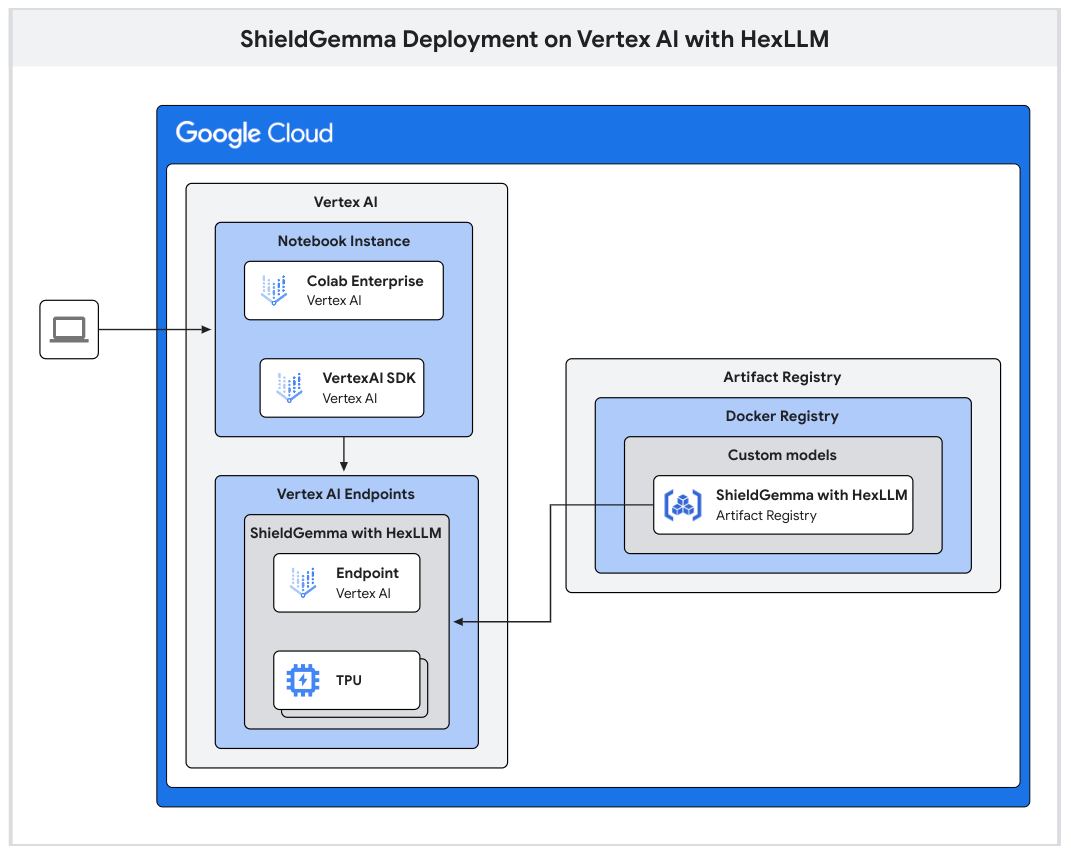 ShieldGemma Deployment on Vertex AI with HexLLM
Google Cloud
Vertex AI
Notebook Instance
Colab Enterprise
Vertex AI
VertexAI SDK
Vertex AI
Vertex AI Endpoints
ShieldGemma with HexLLM
Endpoint
Vertex AI
TPU
Artifact Registry
Docker Registry
Custom models
ShieldGemma with HexLLM
Artifact Registry